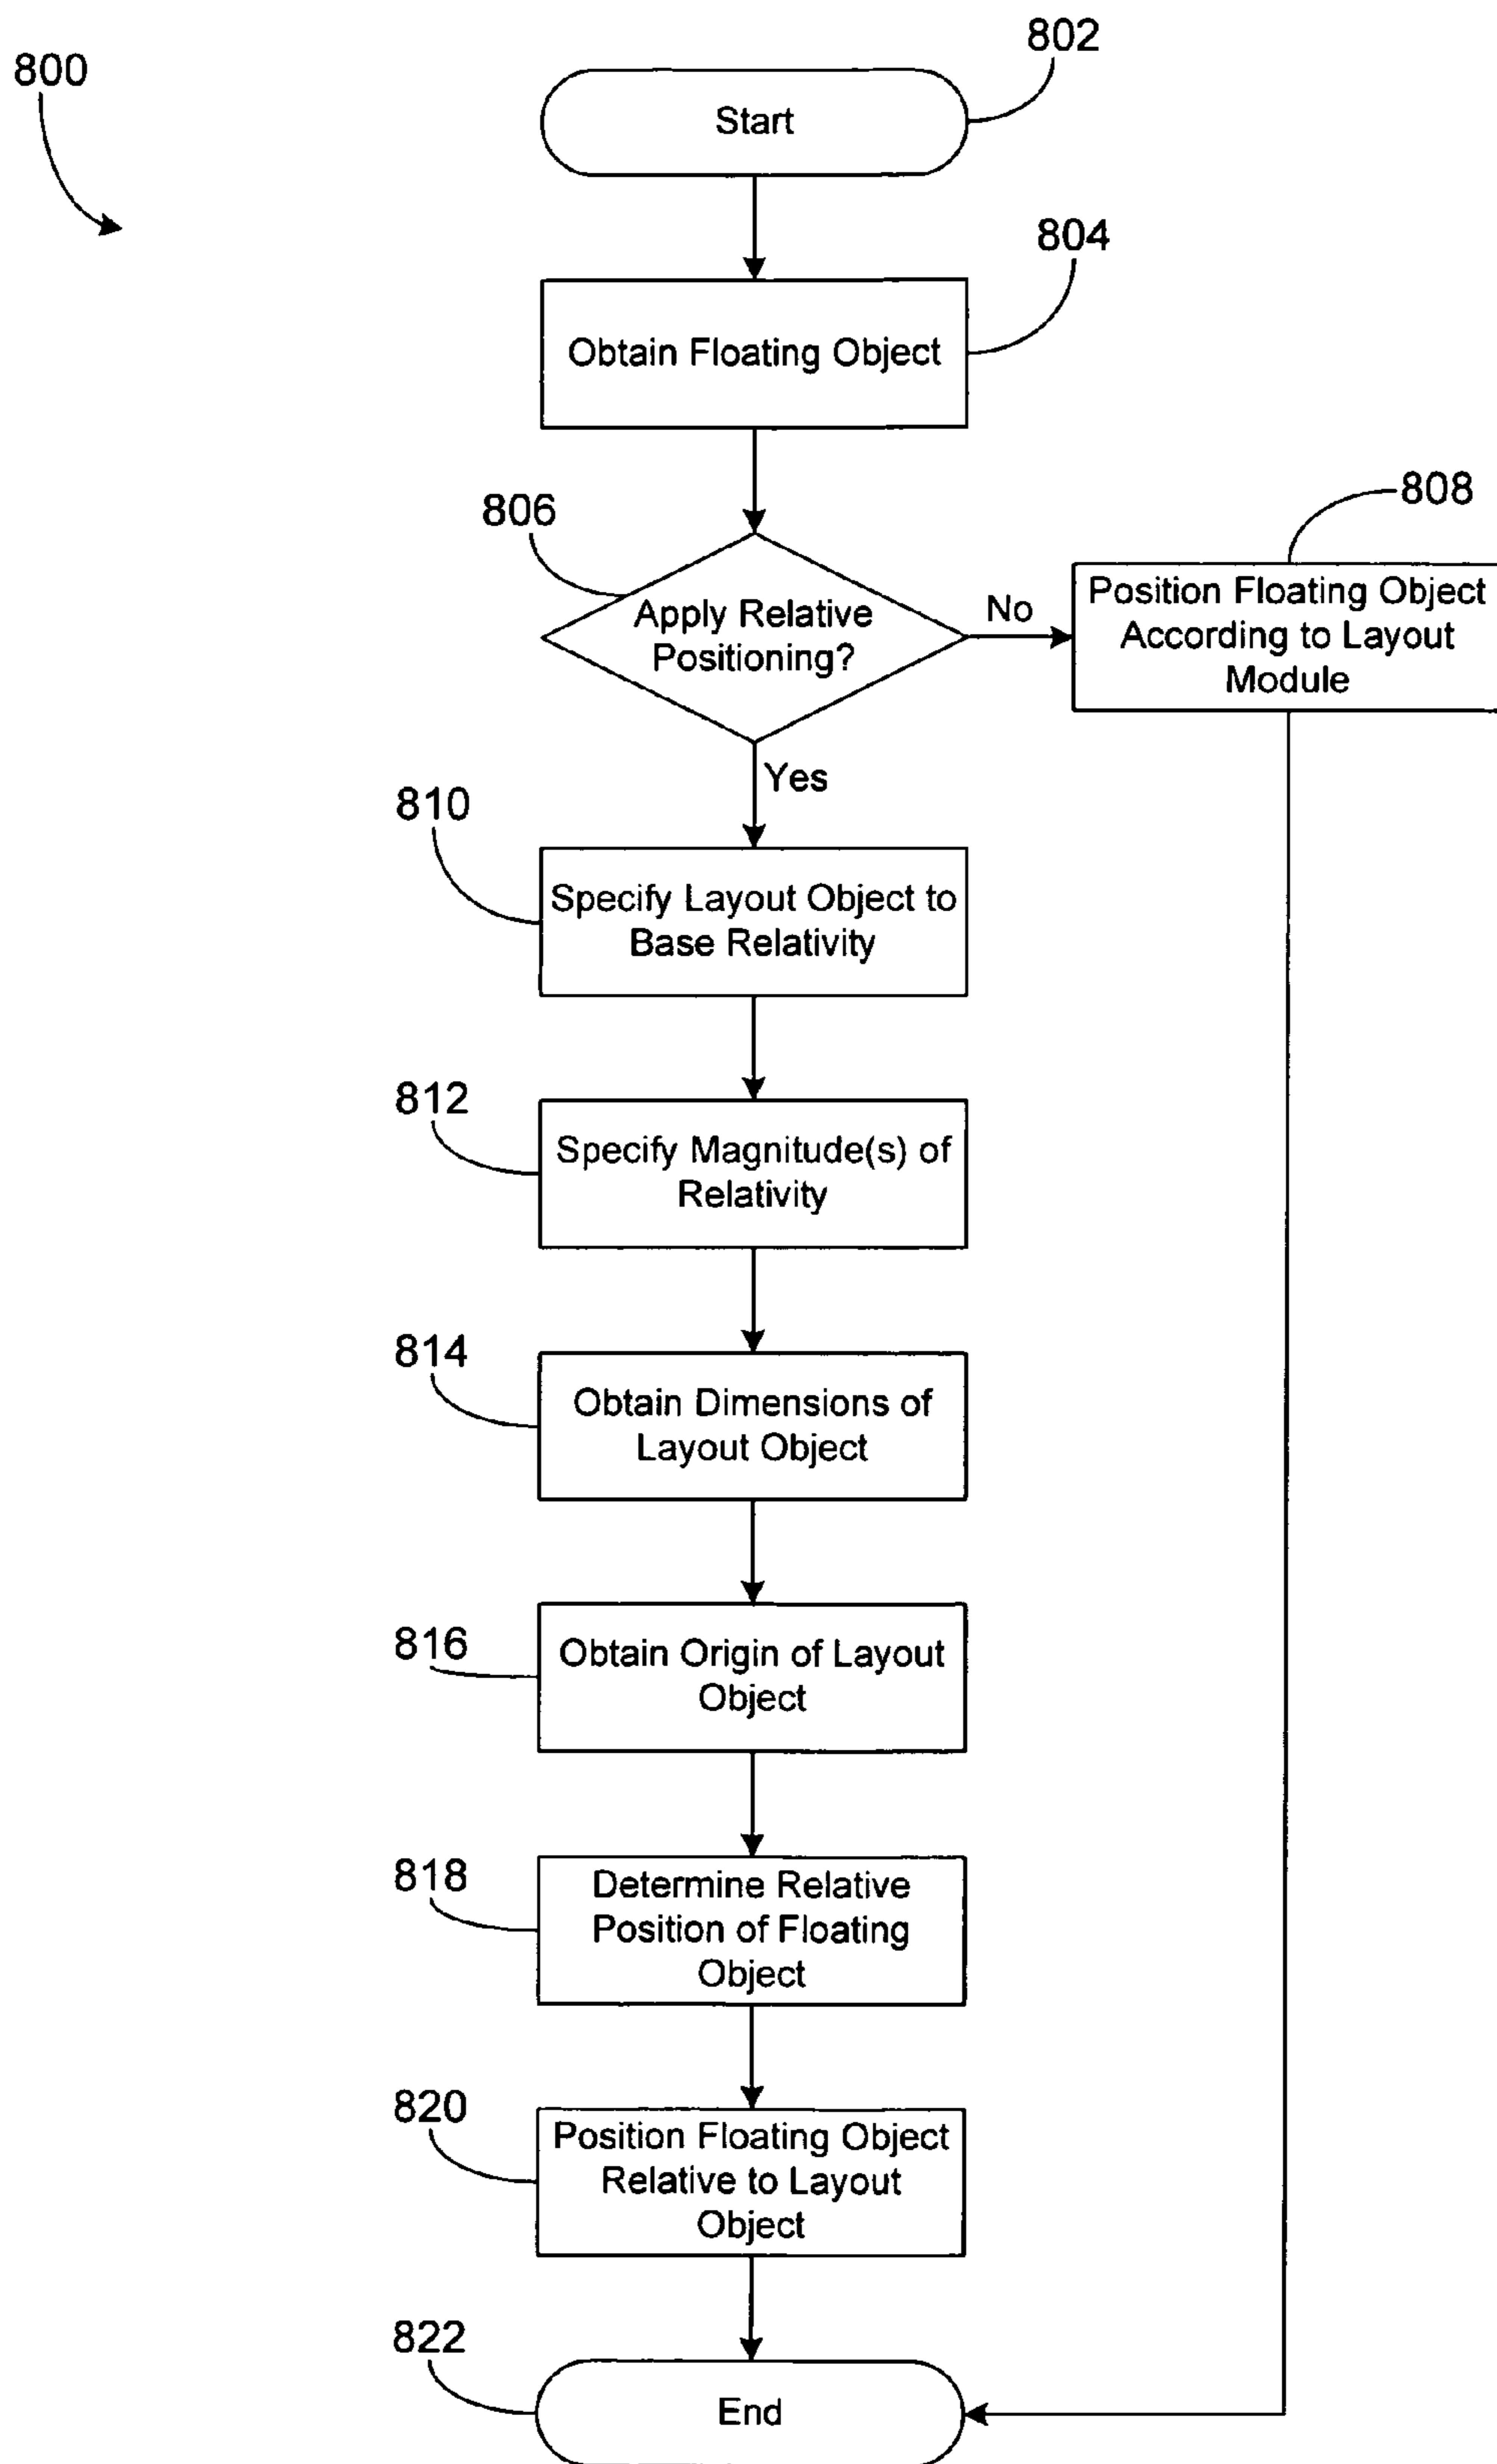 800
802
Start
804
Obtain Floating Object
806
Apply Relative
Positioning?
No
808
Position Floating Object
According to Layout
Module
Yes
810
Specify Layout Object to
Base Relativity
812
Specify Magnitude(s) of
Relativity
814
Obtain Dimensions of
Layout Object
816
Obtain Origin of Layout
Object
818
Determine Relative
Position of Floating
Object
820
Position Floating Object
Relative to Layout
Object
822
End